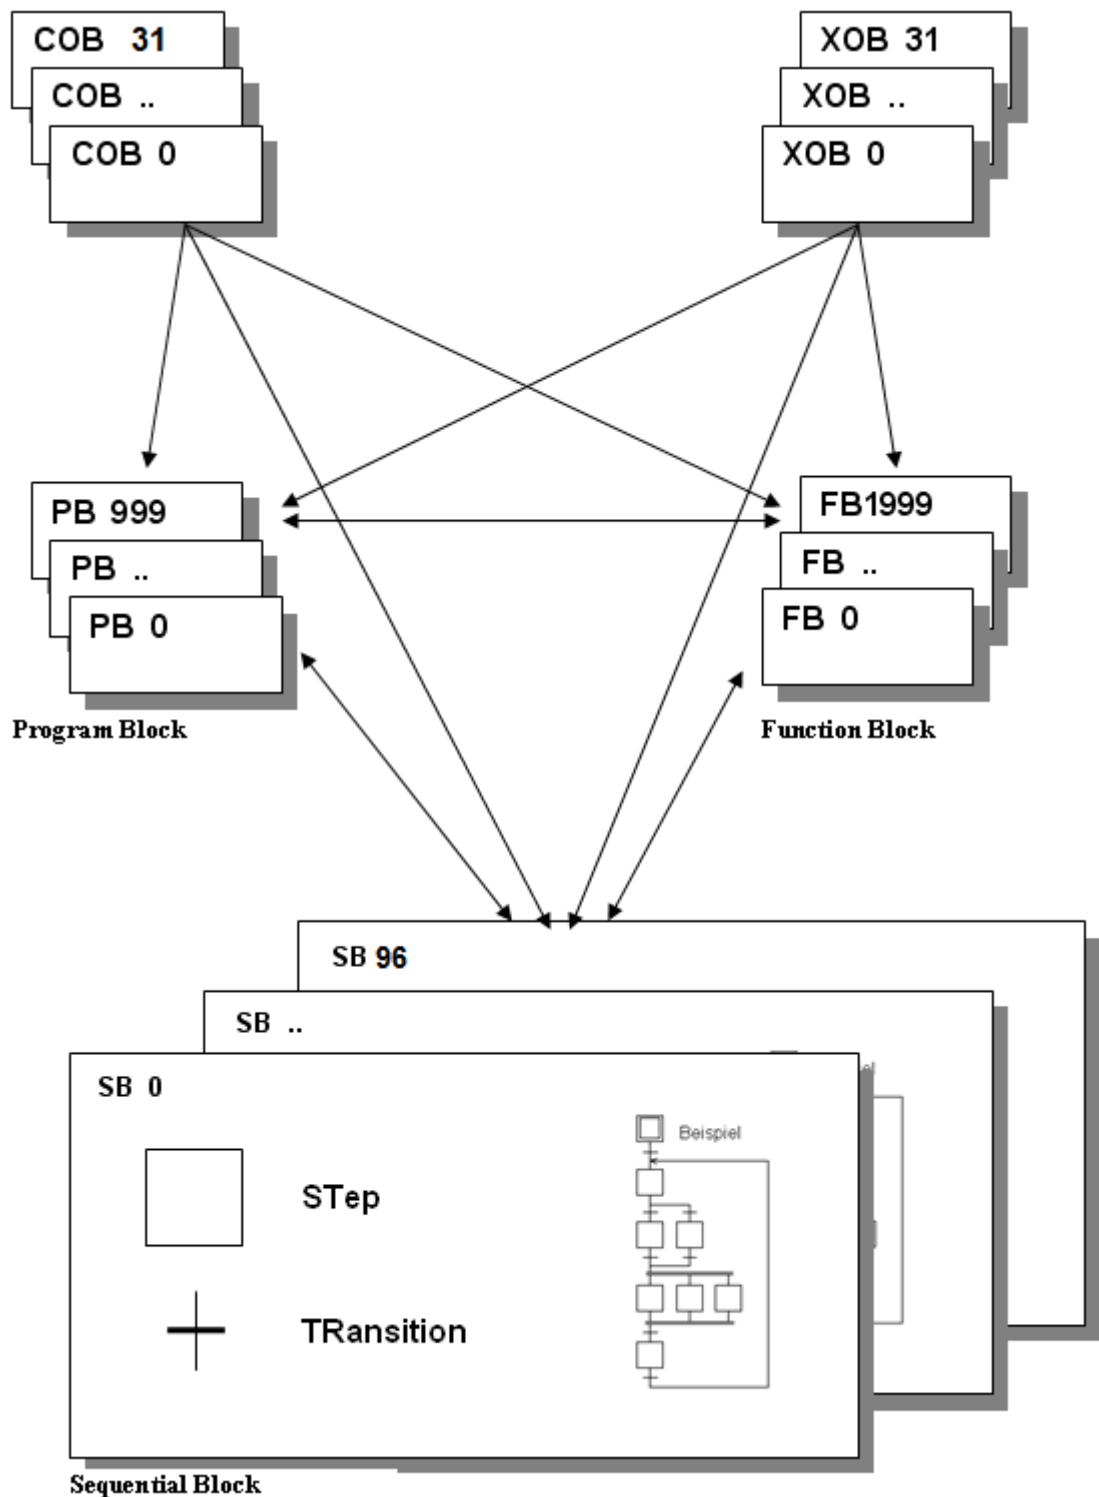 COB 31
COB ..
COB 0
XOB 31
XOB ..
XOB 0
PB 999
PB ..
PB 0
Program Block
FB1999
FB ..
FB 0
Function Block
SB 96
SB ..
el
SB 0
Beispiel
STep
TRansition
Sequential Block